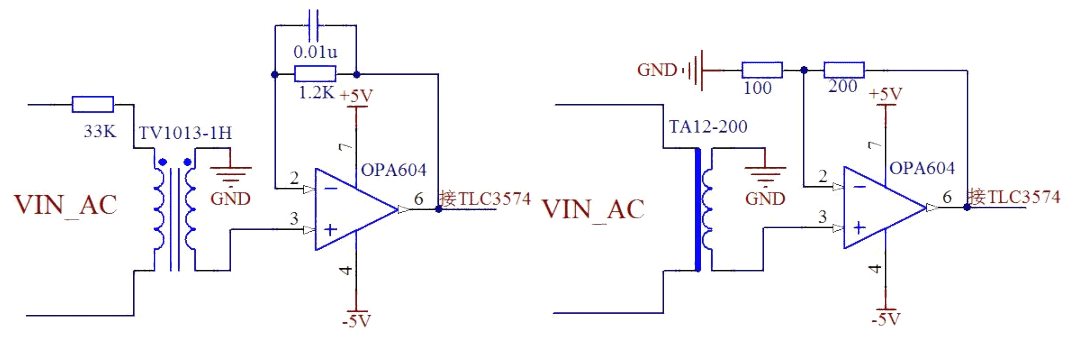 0.01u
1.2K
+5V
33K
TV1013-1H
7
OPA604
2
GND
VIN_AC
6
接TLC3574
3
4
-5V
GND
100
200
+5V
TA12-200
7
OPA604
2
GND
VIN_AC
6
接TLC3574
3
4
-5V